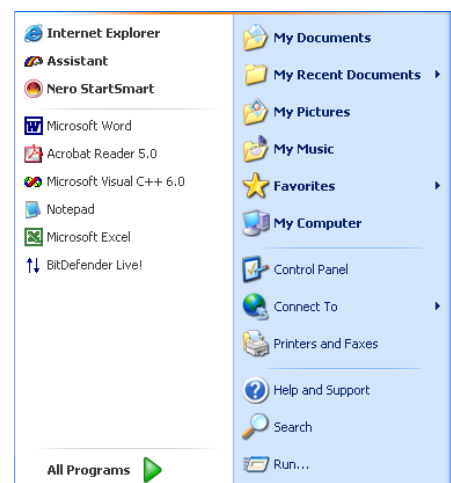 Internet Explorer
Assistant
Nero StartSmart
Microsoft Word
Acrobat Reader 5.0
Microsoft Visual C++ 6.0
Notepad
Microsoft Excel
BitDefender Live!
All Programs
My Documents
My Recent Documents
My Pictures
My Music
Favorites
My Computer
Control Panel
Connect To
Printers and Faxes
Help and Support
Search
Run...